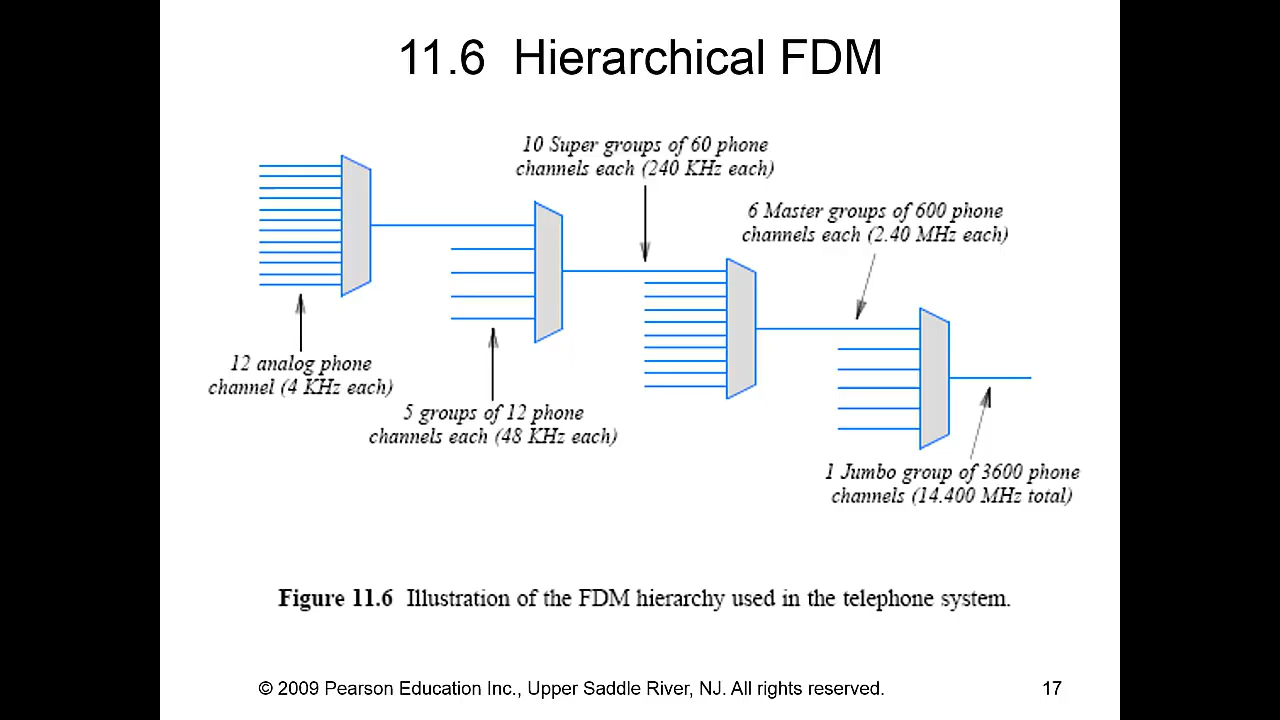 11.6 Hierarchical FDM
10 Super groups of 60 phone
channels each (240 KHz each)
6 Master groups of 600 phone
channels each (2.40 MHz each)
12 analog phone
channel (4 KHz each)
5 groups of 12 phone
channels each (48 KHz each)
1 Jumbo group of 3600 phone
channels (14.400 MHz total)
Figure 11.6 Illustration of the FDM hierarchy used in the telephone system.
© 2009 Pearson Education Inc., Upper Saddle River, NJ. All rights reserved.
17